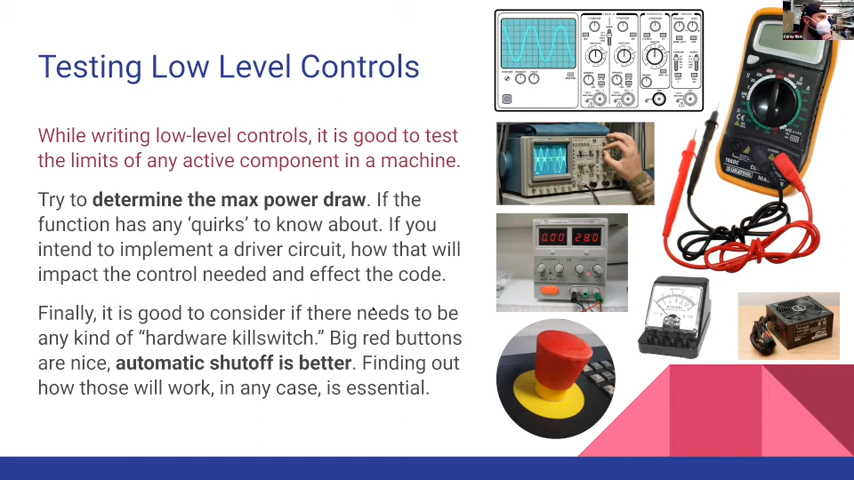 Testing Low Level Controls
While writing low-level controls, it is good to test
the limits of any active component in a machine.
Try to determine the max power draw. If the
function has any ‘quirks’ to know about. If you
intend to implement a driver circuit, how that will
impact the control needed and effect the code.
Finally, it is good to consider if there needs to be
any kind of “hardware killswitch.” Big red buttons
are nice, automatic shutoff is better. Finding out
how those will work, in any case, is essential.
0.00 28.0